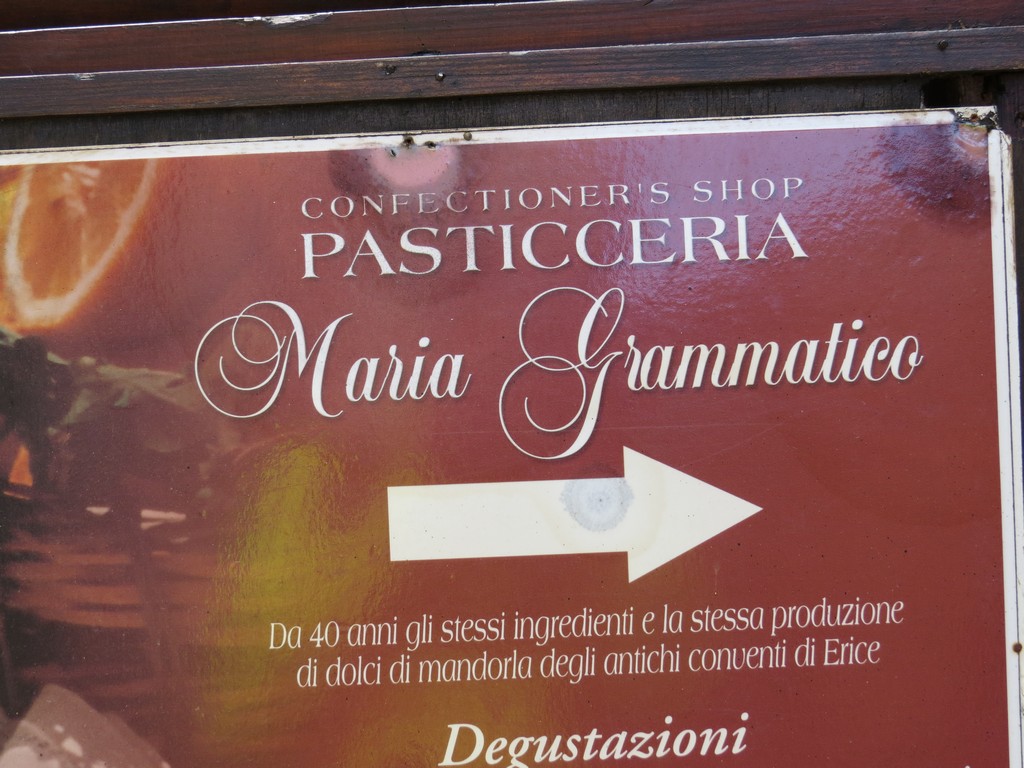 CONFECTIONER'S SHOP
PASTICCERIA
Maria Grammatico
Da 40 anni gli stessi ingredienti e la stessa produzione
di dolci di mandorla degli antichi conventi di Erice
Degustazioni